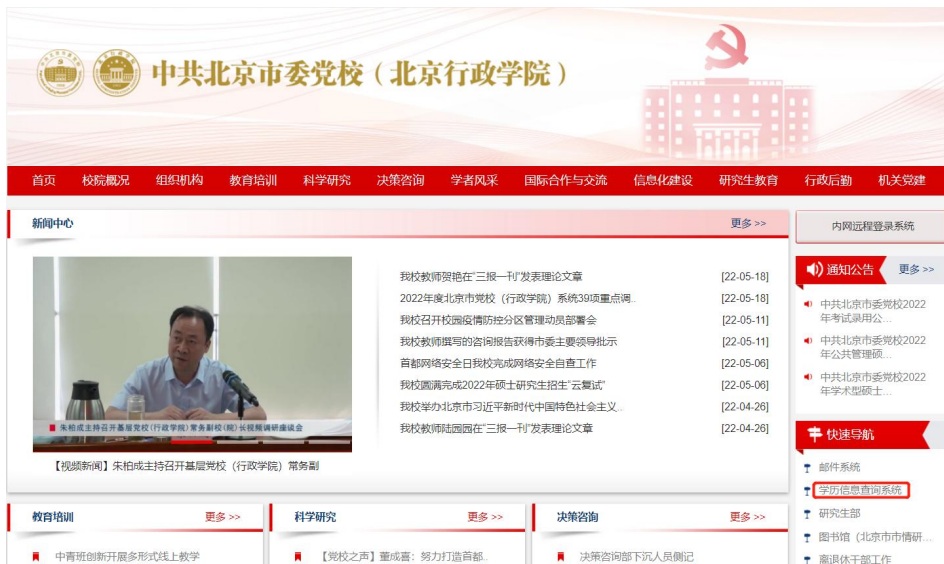 中共北京市委党校（北京行政学院）
首页 校院概况 组织机构 教育培训 科学研究 决策咨询 学者风采 国际合作与交流 信息化建设 研究生教育 行政后勤 机关党建
新闻中心 更多 >>
朱柏成主持召开基层党校（行政学院）常务副校（院）长视频调研座谈会
【视频新闻】朱柏成主持召开基层党校（行政学院）常务副
我校教师贺艳在“三报一刊”发表理论文章 [22-05-18]
2022年度北京市党校（行政学院）系统39项重点调.. [22-05-18]
我校召开校园疫情防控分区管理动员部署会 [22-05-11]
我校教师撰写的咨询报告获得市委主要领导批示 [22-05-11]
首都网络安全日我校完成网络安全自查工作 [22-05-06]
我校圆满完成2022年硕士研究生招生“云复试” [22-05-06]
我校举办北京市习近平新时代中国特色社会主义.. [22-04-26]
我校教师陆园园在“三报一刊”发表理论文章 [22-04-26]
内网远程登录系统
通知公告 更多 >>
中共北京市委党校2022
年考试录用公...
中共北京市委党校2022
年公共管理硕...
中共北京市委党校2022
年学术型硕士...
快速导航
邮件系统
学历信息查询系统
研究生部
图书馆（北京市市情研...
离退休干部工作
教育培训 更多 >>
中青班创新开展多形式线上教学
科学研究 更多 >>
【党校之声】董成喜：努力打造首都..
决策咨询 更多 >>
决策咨询部下沉人员侧记